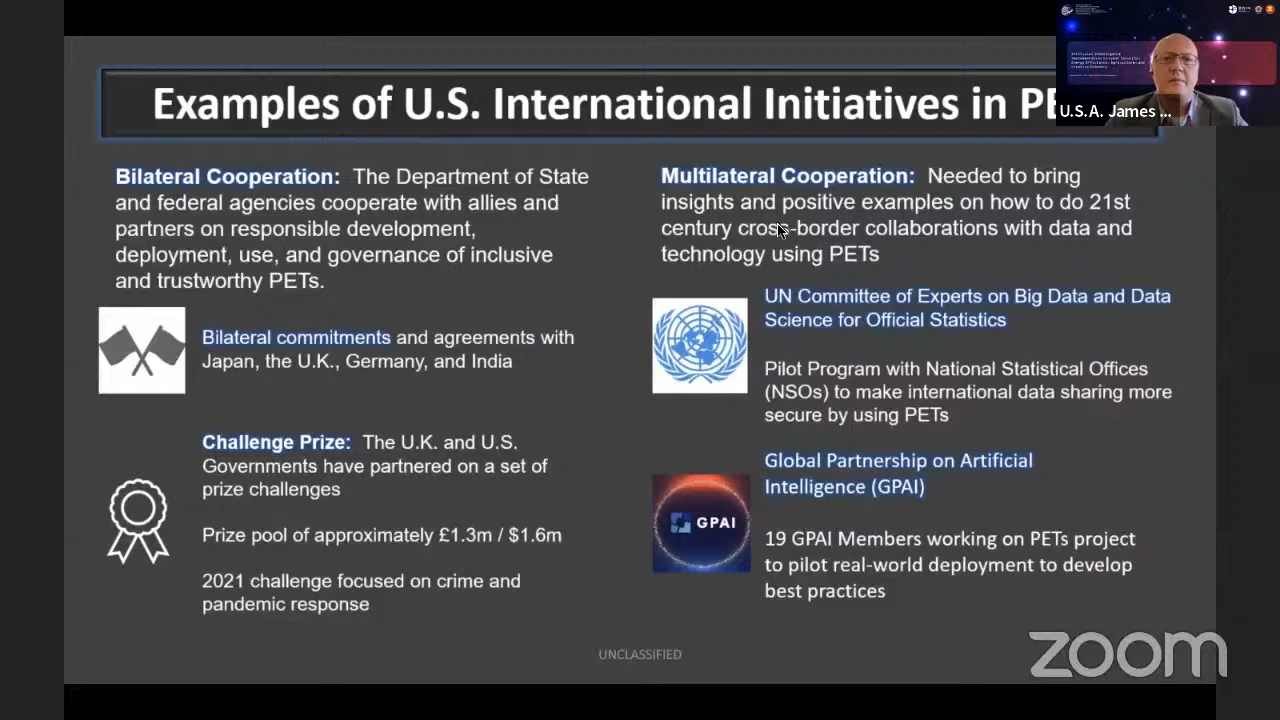 Examples of U.S. International Initiatives in PE
U.S.A. James ...
Bilateral Cooperation: The Department of State
and federal agencies cooperate with allies and
partners on responsible development,
deployment, use, and governance of inclusive
and trustworthy PETs.
Bilateral commitments and agreements with
Japan, the U.K., Germany, and India
Challenge Prize: The U.K. and U.S.
Governments have partnered on a set of
prize challenges
Prize pool of approximately £1.3m / $1.6m
2021 challenge focused on crime and
pandemic response
Multilateral Cooperation: Needed to bring
insights and positive examples on how to do 21st
century cross-border collaborations with data and
technology using PETs
UN Committee of Experts on Big Data and Data
Science for Official Statistics
Pilot Program with National Statistical Offices
(NSOs) to make international data sharing more
secure by using PETs
Global Partnership on Artificial
Intelligence (GPAI)
GPAI
19 GPAI Members working on PETs project
to pilot real-world deployment to develop
best practices
UNCLASSIFIED
zoom